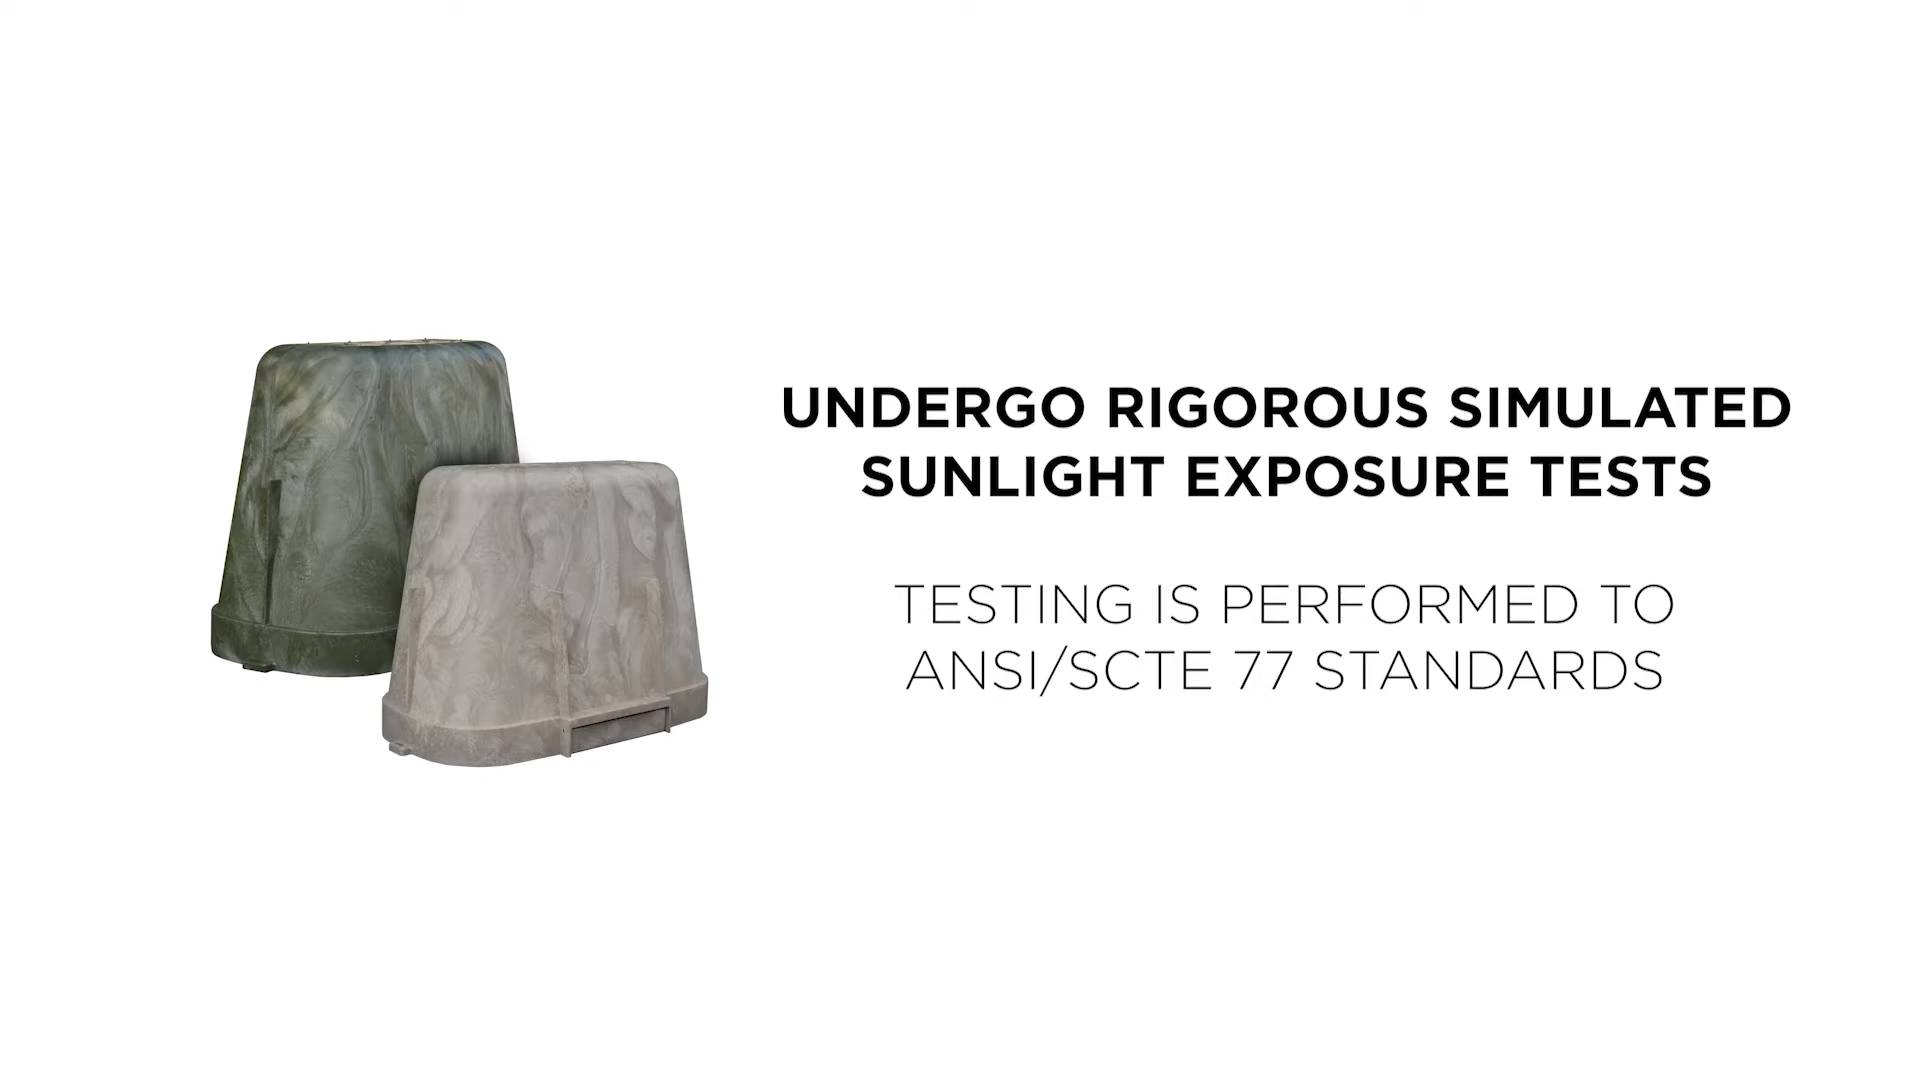 UNDERGO RIGOROUS SIMULATED
SUNLIGHT EXPOSURE TESTS
TESTING IS PERFORMED TO
ANSI/SCTE 77 STANDARDS